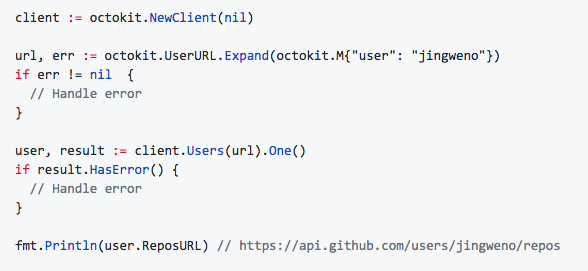 client := octokit.NewClient(nil)
url, err := octokit.UserURL.Expand(octokit.M{"user": "jingweno"})
if err != nil  {
  // Handle error
}
user, result := client.Users(url).One()
if result.HasError() {
  // Handle error
}
fmt.Println(user.ReposURL) // https://api.github.com/users/jingweno/repos